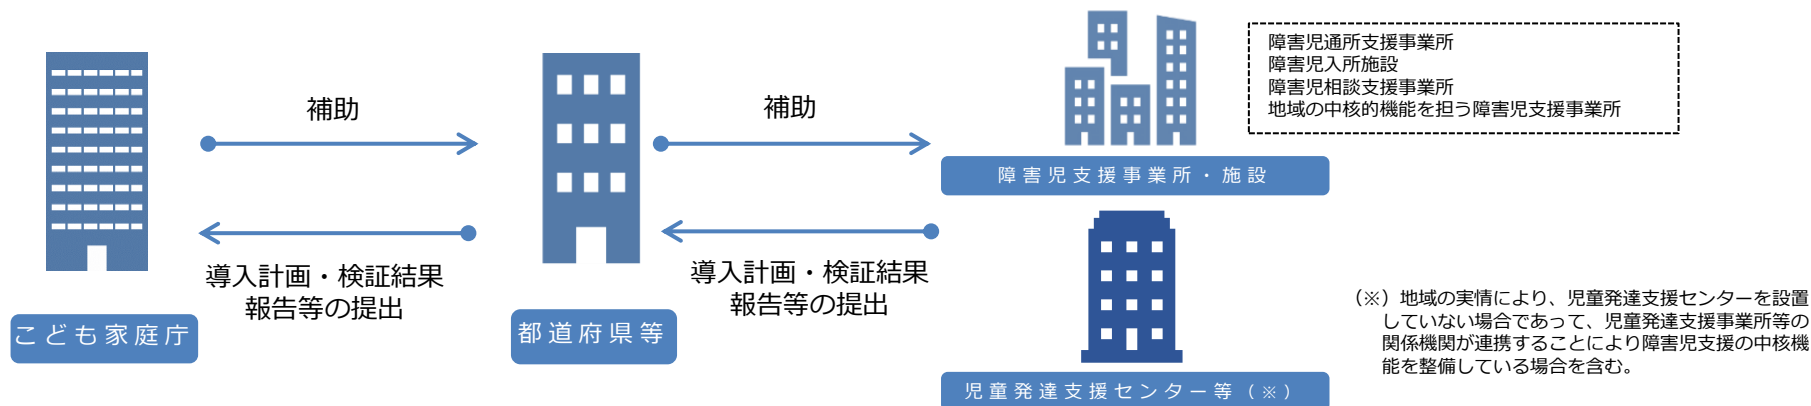 補助
導入計画・検証結果
報告等の提出
こども家庭庁
補助
導入計画・検証結果
報告等の提出
都道府県等
障害児通所支援事業所
障害児入所施設
障害児相談支援事業所
地域の中核的機能を担う障害児支援事業所
障害児支援事業所・施設
児童発達支援センター等（※）
（※）地域の実情により、児童発達支援センターを設置
していない場合であって、児童発達支援事業所等の
関係機関が連携することにより障害児支援の中核機
能を整備している場合を含む。